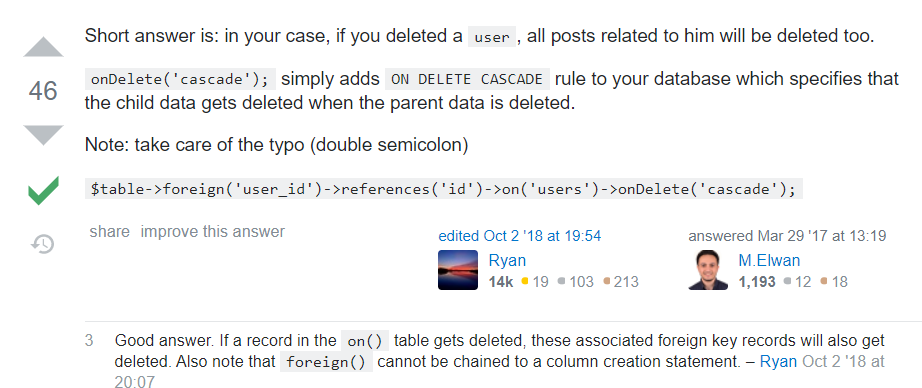 Short answer is: in your case, if you deleted a user , all posts related to him will be deleted too.
46
onDelete('cascade'); simply adds ON DELETE CASCADE rule to your database which specifies that
the child data gets deleted when the parent data is deleted.
Note: take care of the typo (double semicolon)
$table->foreign('user_id')->references('id')->on('users')->onDelete('cascade');
share improve this answer
edited Oct 2 '18 at 19:54
Ryan
14k 19 103 213
answered Mar 29 '17 at 13:19
M.Elwan
1,193 12 18
3 Good answer. If a record in the on() table gets deleted, these associated foreign key records will also get
deleted. Also note that foreign() cannot be chained to a column creation statement. – Ryan Oct 2 '18 at
20:07